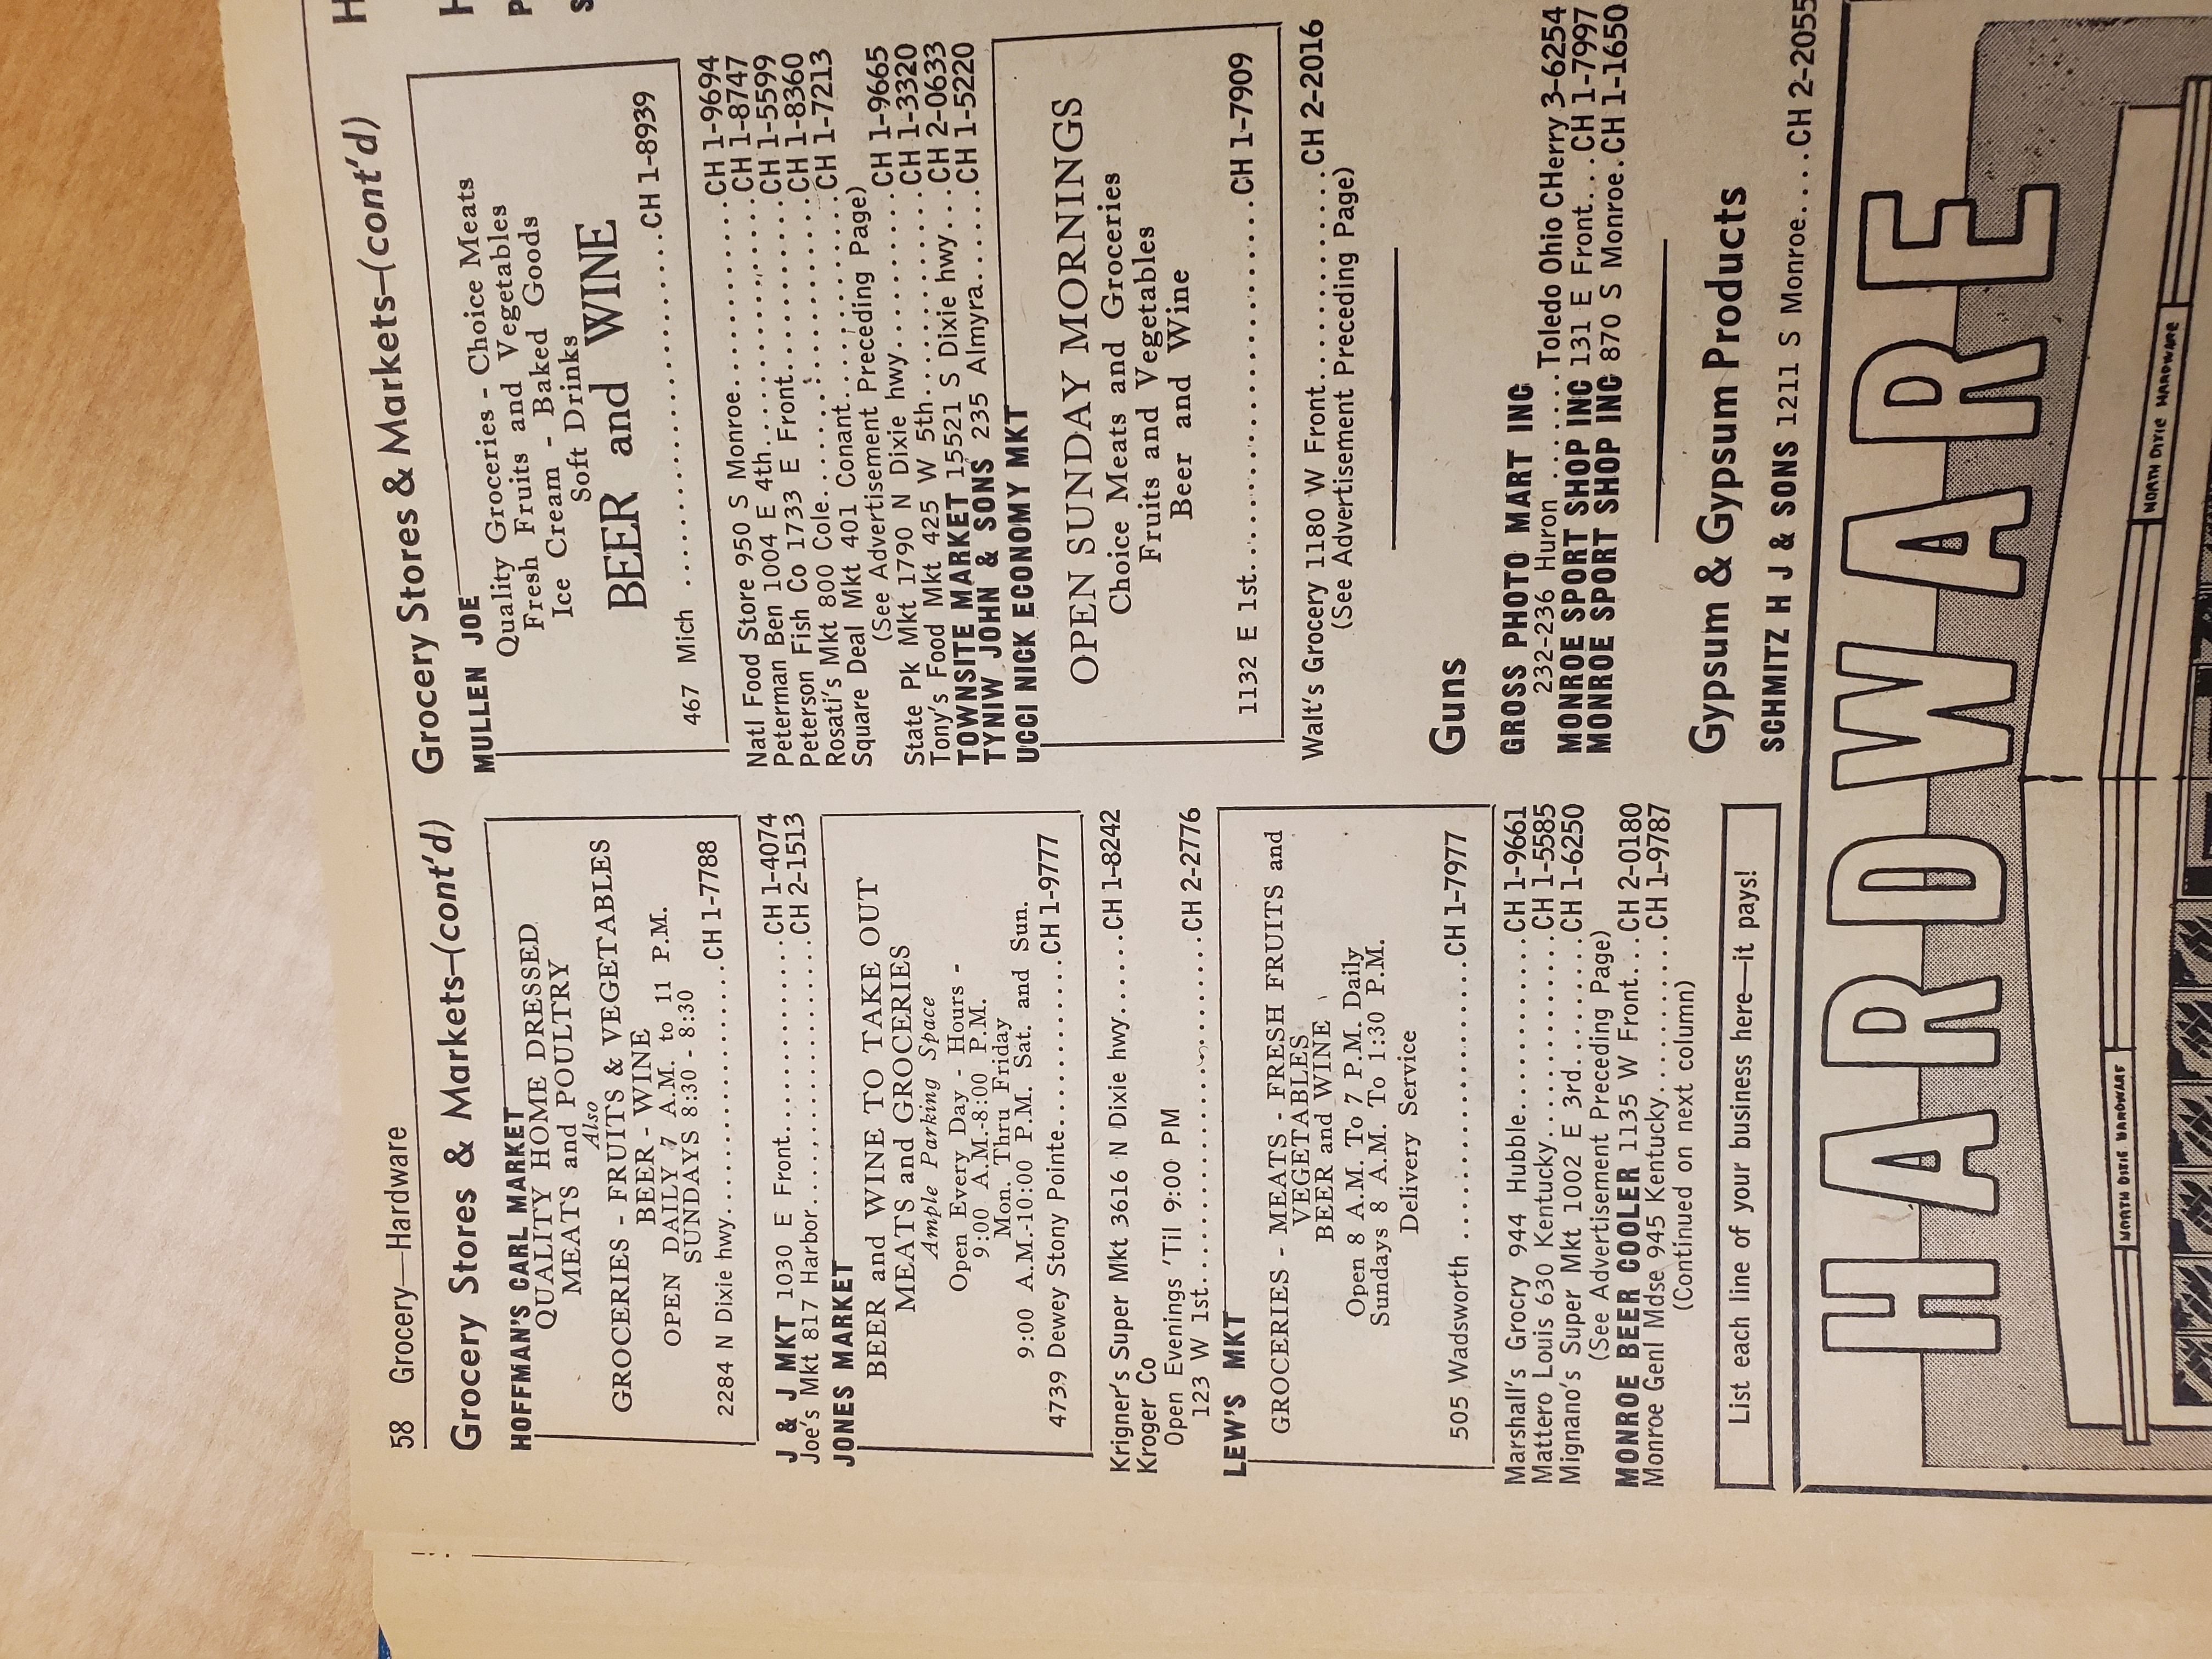 58 Grocery—Hardware
Grocery Stores & Markets—(cont'd)
HOFFMAN'S CARL MARKET
QUALITY HOME DRESSED
MEATS and POULTRY
Also
GROCERIES - FRUITS & VEGETABLES
BEER - WINE
OPEN DAILY 7 A.M. to 11 P.M.
SUNDAYS 8:30 - 8:30
2284 N Dixie hwy....................CH 1-7788
J & J MKT 1030 E Front..............CH 1-4074
Joe's Mkt 817 Harbor................CH 2-1513
JONES MARKET
BEER and WINE TO TAKE OUT
MEATS and GROCERIES
Ample Parking Space
Open Every Day - Hours -
9:00 A.M.-8:00 P.M.
Mon. Thru Friday
9:00 A.M.-10:00 P.M. Sat. and Sun.
4739 Dewey Stony Pointe.............CH 1-9777
Krigner's Super Mkt 3616 N Dixie hwy.....CH 1-8242
Kroger Co
Open Evenings 'Til 9:00 PM
123 W 1st...........................CH 2-2776
LEW'S MKT
GROCERIES - MEATS - FRESH FRUITS and
VEGETABLES
BEER and WINE
Open 8 A.M. To 7 P.M. Daily
Sundays 8 A.M. To 1:30 P.M.
Delivery Service
505 Wadsworth ......................CH 1-7977
Marshall's Grocry 944 Hubble.............CH 1-9661
Mattero Louis 630 Kentucky...............CH 1-5585
Mignano's Super Mkt 1002 E 3rd..........CH 1-6250
(See Advertisement Preceding Page)
MONROE BEER COOLER 1135 W Front...CH 2-0180
Monroe Genl Mdse 945 Kentucky..........CH 1-9787
(Continued on next column)
List each line of your business here—it pays!
Grocery Stores & Markets—(cont'd)
MULLEN JOE
Quality Groceries - Choice Meats
Fresh Fruits and Vegetables
Ice Cream - Baked Goods
Soft Drinks
BEER and WINE
467 Mich ...........................CH 1-8939
Natl Food Store 950 S Monroe.............CH 1-9694
Peterman Ben 1004 E 4th.................CH 1-8747
Peterson Fish Co 1733 E Front............CH 1-5599
Rosati's Mkt 800 Cole....................CH 1-8360
Square Deal Mkt 401 Conant..............CH 1-7213
(See Advertisement Preceding Page)
State Pk Mkt 1790 N Dixie hwy...........CH 1-9665
Tony's Food Mkt 425 W 5th..............CH 1-3320
TOWNSITE MARKET 15521 S Dixie hwy...CH 2-0633
TYNIW JOHN & SONS 235 Almyra......CH 1-5220
UCCI NICK ECONOMY MKT
OPEN SUNDAY MORNINGS
Choice Meats and Groceries
Fruits and Vegetables
Beer and Wine
1132 E 1st..........................CH 1-7909
Walt's Grocery 1180 W Front.............CH 2-2016
(See Advertisement Preceding Page)
Guns
GROSS PHOTO MART INC
232-236 Huron ........Toledo Ohio CHerry 3-6254
MONROE SPORT SHOP INC 131 E Front...CH 1-7997
MONROE SPORT SHOP INC 870 S Monroe.CH 1-1650
Gypsum & Gypsum Products
SCHMITZ H J & SONS 1211 S Monroe....CH 2-2055
HARDWARE
NORTH DIXIE HARDWARE
NORTH DIXIE HARDWARE
H
H
P
S